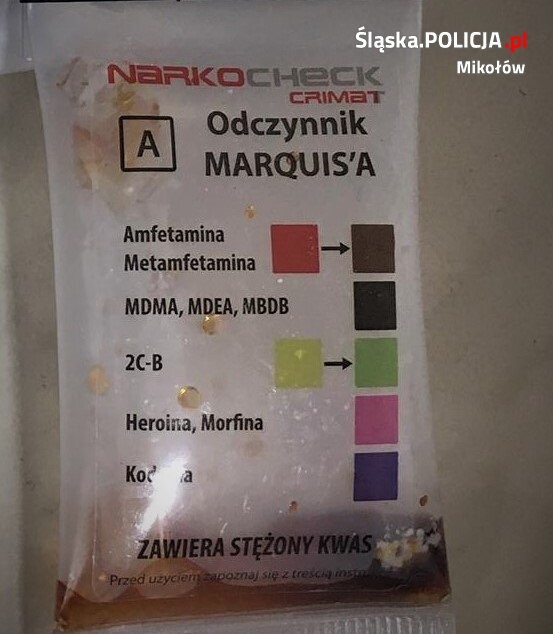 Śląska.POLICJA.pl
Mikołów
NARKOCHECK
CRIMAT
A
Odczynnik
MARQUIS'A
Amfetamina
Metamfetamina
MDMA, MDEA, MBDB
2C-B
Heroina, Morfina
ZAWIERA STĘŻONY KWAS
Przed użyciem zapoznaj się z treścią